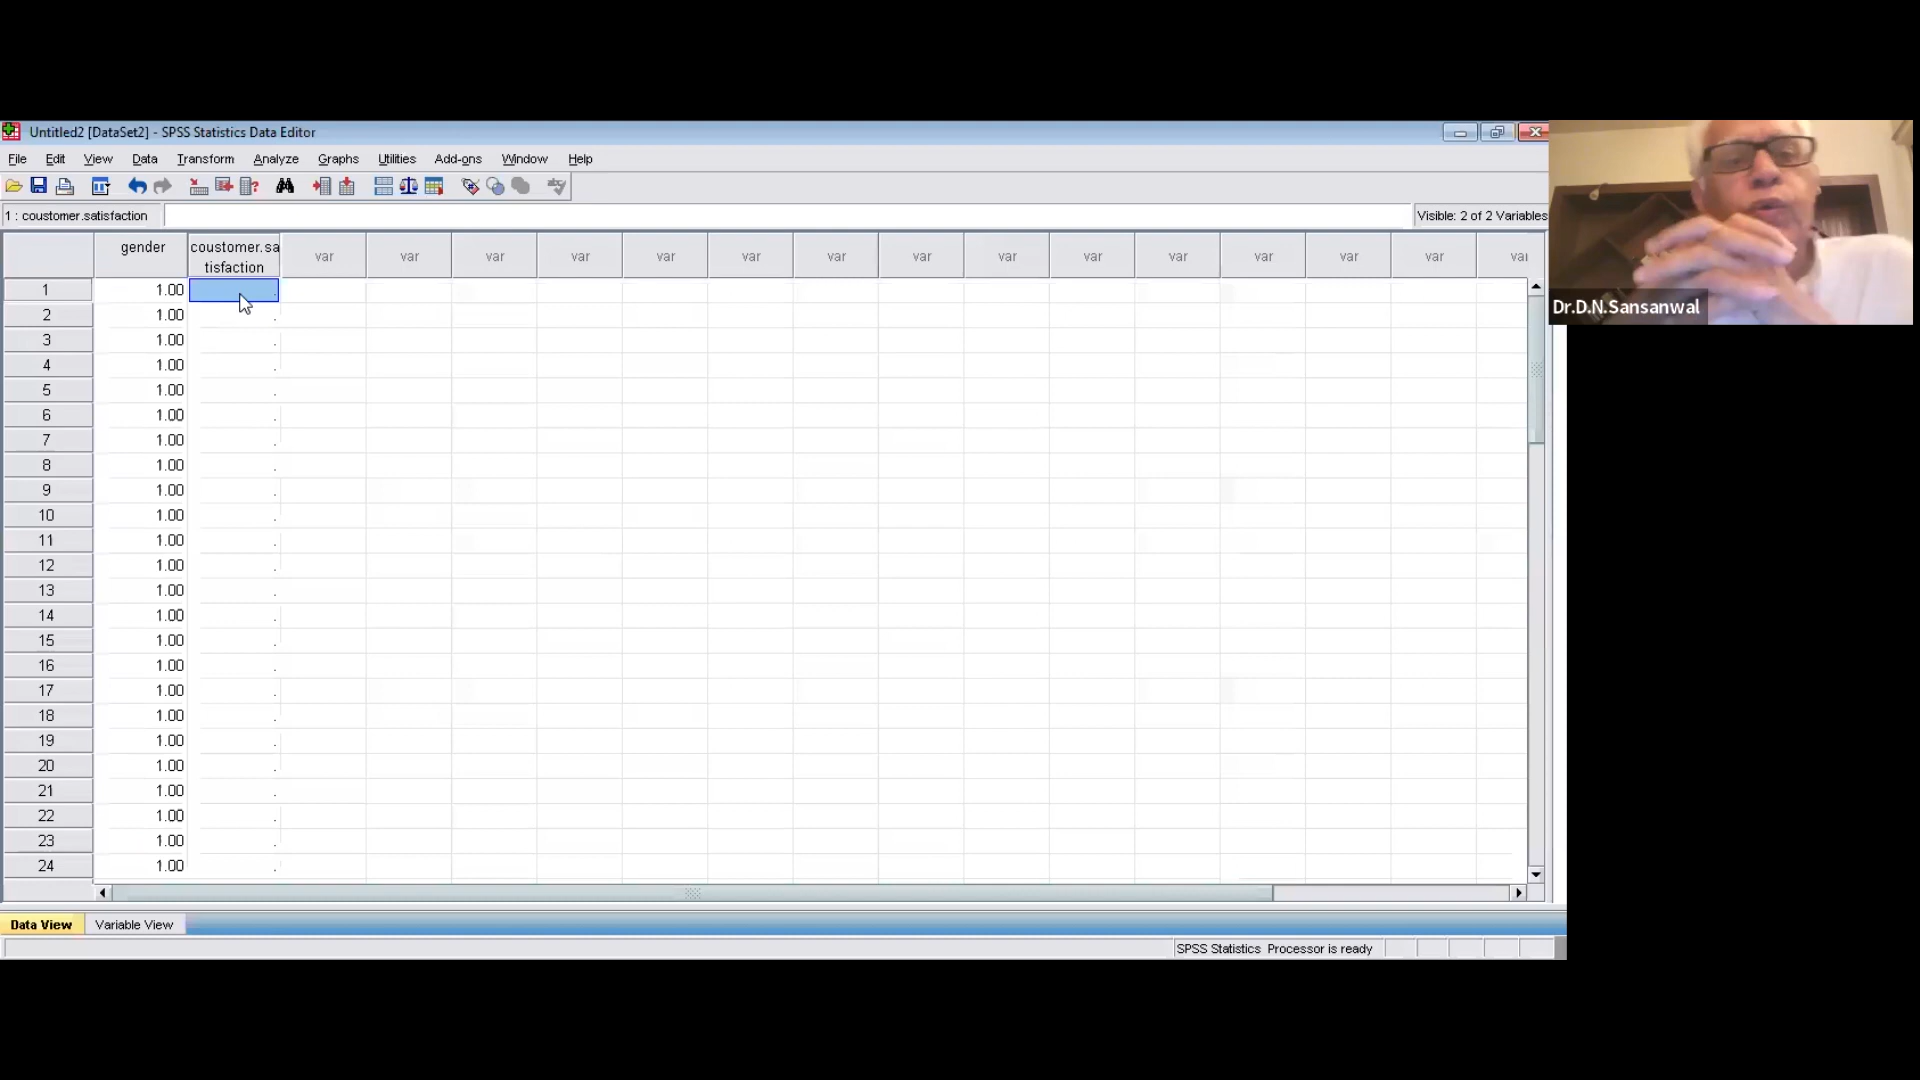 Untitled2 [DataSet2] - SPSS Statistics Data Editor
File Edit View Data Transform Analyze Graphs Utilities Add-ons Window Help
1 : coustomer.satisfaction
Visible: 2 of 2 Variables
gender coustomer.sa var var var var var var var var var var var var var var
tisfaction
1 1.00 .
2 1.00 .
3 1.00 .
4 1.00 .
5 1.00 .
6 1.00 .
7 1.00 .
8 1.00 .
9 1.00 .
10 1.00 .
11 1.00 .
12 1.00 .
13 1.00 .
14 1.00 .
15 1.00 .
16 1.00 .
17 1.00 .
18 1.00 .
19 1.00 .
20 1.00 .
21 1.00 .
22 1.00 .
23 1.00 .
24 1.00 .
Data View Variable View
SPSS Statistics Processor is ready
Dr.D.N.Sansanwal